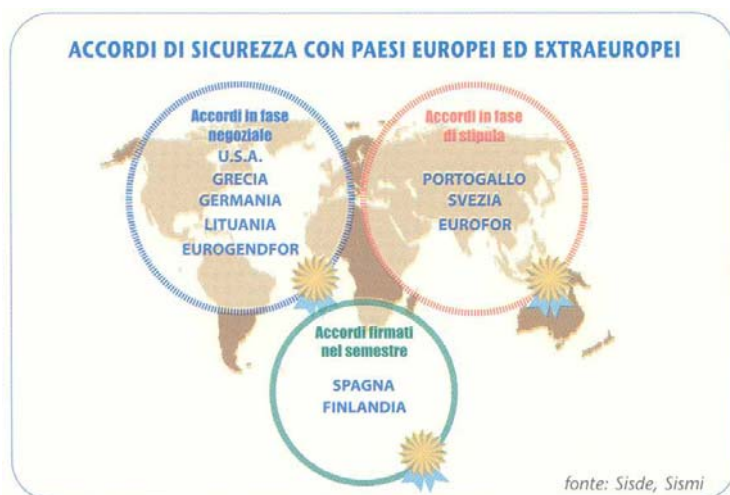 ACCORDI DI SICUREZZA CON PAESI EUROPEI ED EXTRAEUROPEI
Accordi in fase
negoziale
U.S.A.
GRECIA
GERMANIA
LITUANIA
EUROGENDFOR
Accordi in fase
di stipula
PORTOGALLO
SVEZIA
EUROFOR
Accordi firmati
nel semestre
SPAGNA
FINLANDIA
fonte: Sisde, Sismi